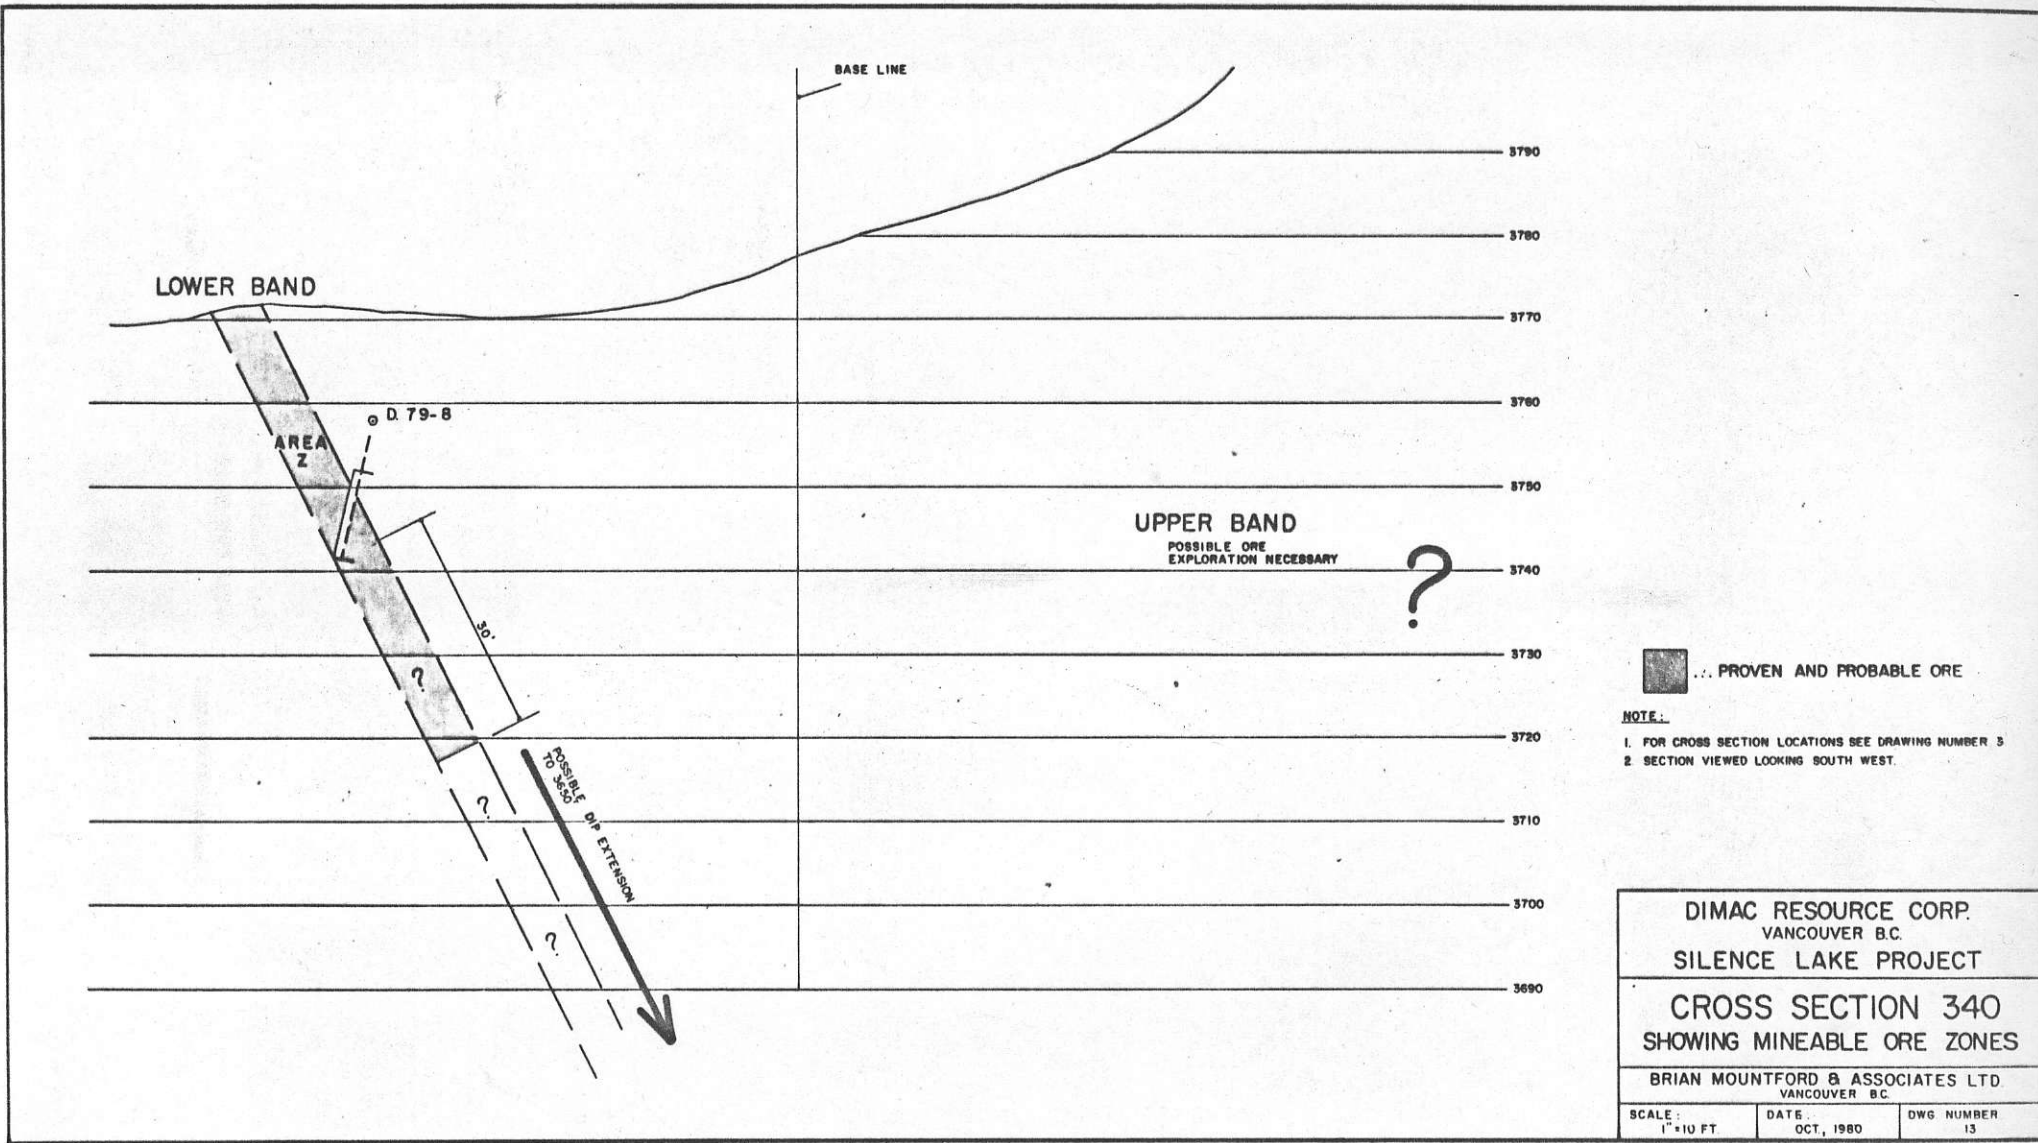 BASE LINE
3790
3780
LOWER BAND
3770
3760
D. 79-8
AREA
Z
3750
UPPER BAND
POSSIBLE ORE
EXPLORATION NECESSARY
?
3740
30'
3730
?
... PROVEN AND PROBABLE ORE
NOTE:
1. FOR CROSS SECTION LOCATIONS SEE DRAWING NUMBER 3
2 SECTION VIEWED LOOKING SOUTH WEST.
3720
POSSIBLE DIP EXTENSION
TO 3650'
?
3710
3700
?
3690
DIMAC RESOURCE CORP.
VANCOUVER B.C.
SILENCE LAKE PROJECT
CROSS SECTION 340
SHOWING MINEABLE ORE ZONES
BRIAN MOUNTFORD & ASSOCIATES LTD.
VANCOUVER B.C.
SCALE: 1"=10 FT.
DATE: OCT., 1980
DWG NUMBER 13